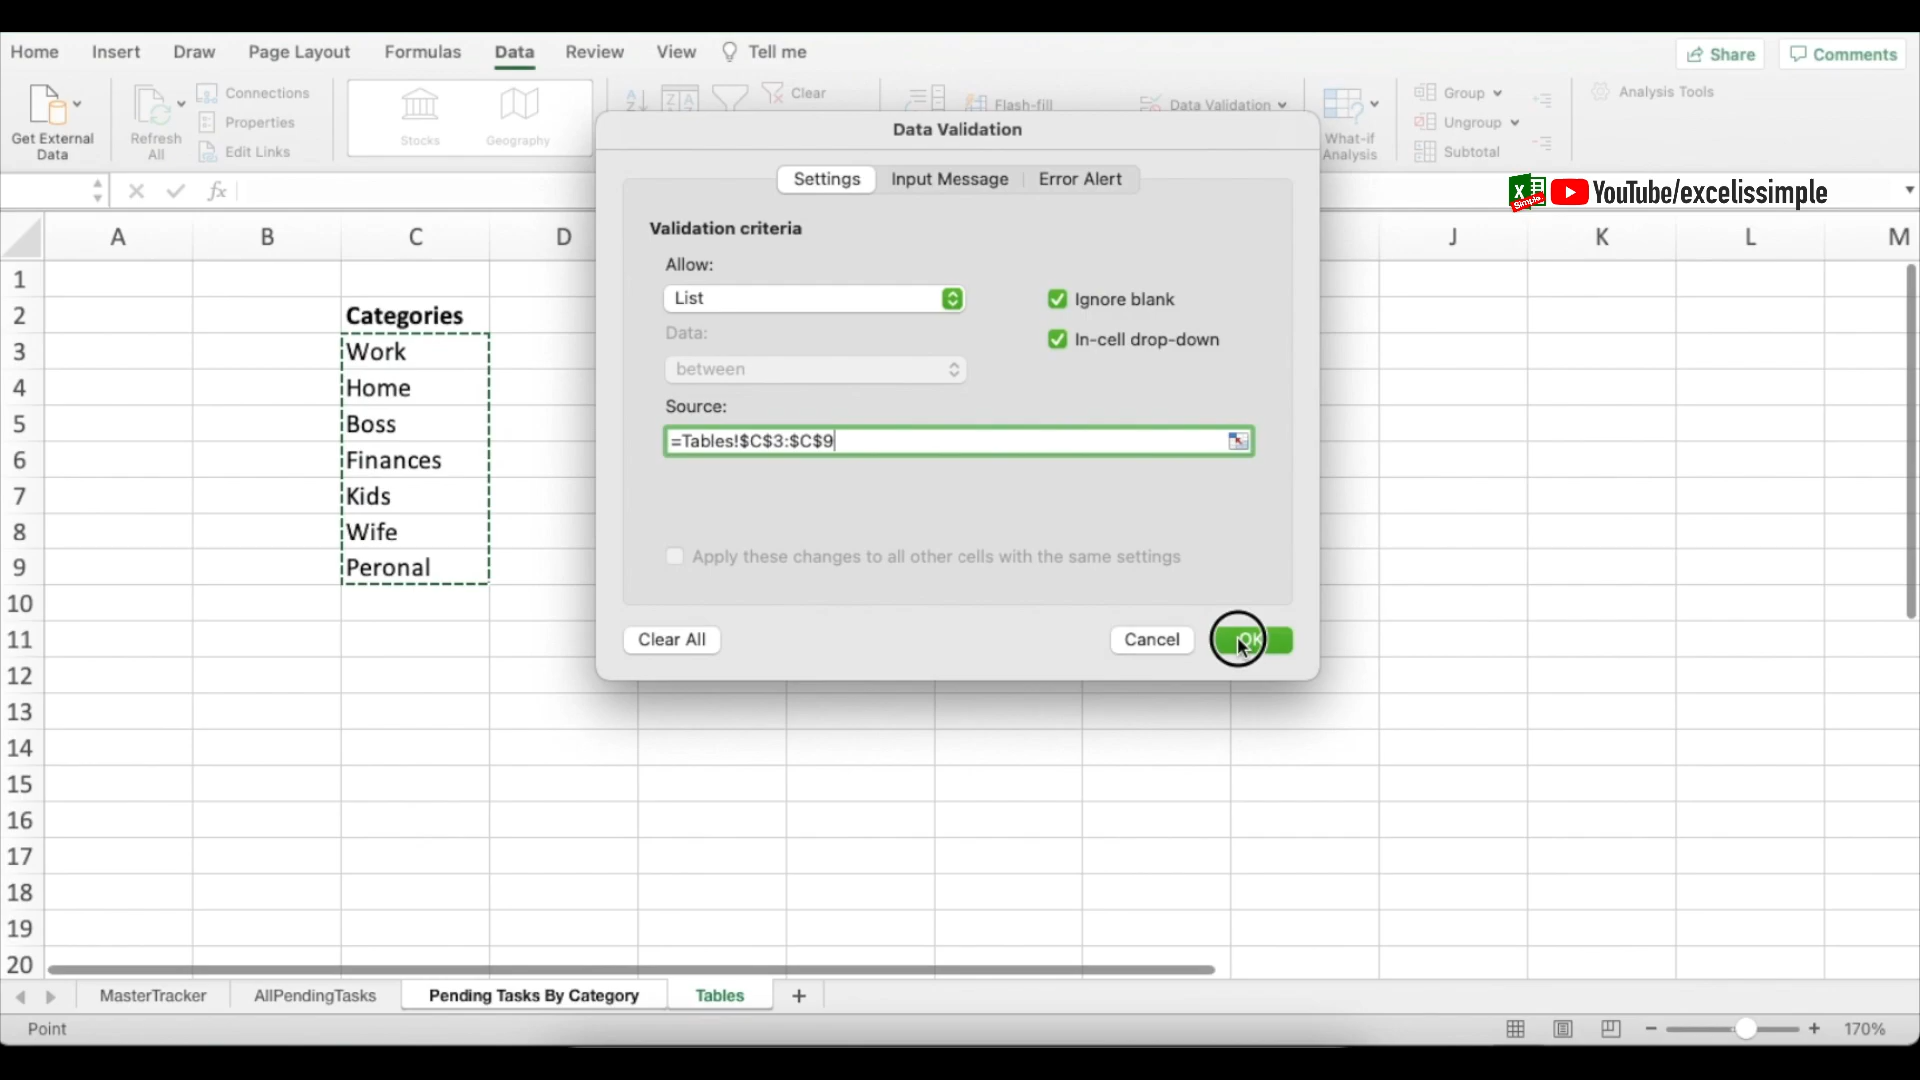 Home Insert Draw Page Layout Formulas Data Review View Tell me Share Comments
Get External Data
Refresh All
Connections
Properties
Edit Links
Stocks Geography
Clear
Flash-fill
Data Validation
What-if Analysis
Group
Ungroup
Subtotal
Analysis Tools
fx
Simple YouTube/excelissimple
A B C D J K L M
1
2 Categories
3 Work
4 Home
5 Boss
6 Finances
7 Kids
8 Wife
9 Peronal
10
11
12
13
14
15
16
17
18
19
20
Data Validation
Settings Input Message Error Alert
Validation criteria
Allow:
List
Ignore blank
Data:
In-cell drop-down
between
Source:
=Tables!$C$3:$C$9
Apply these changes to all other cells with the same settings
Clear All Cancel OK
MasterTracker AllPendingTasks Pending Tasks By Category Tables +
Point 170%